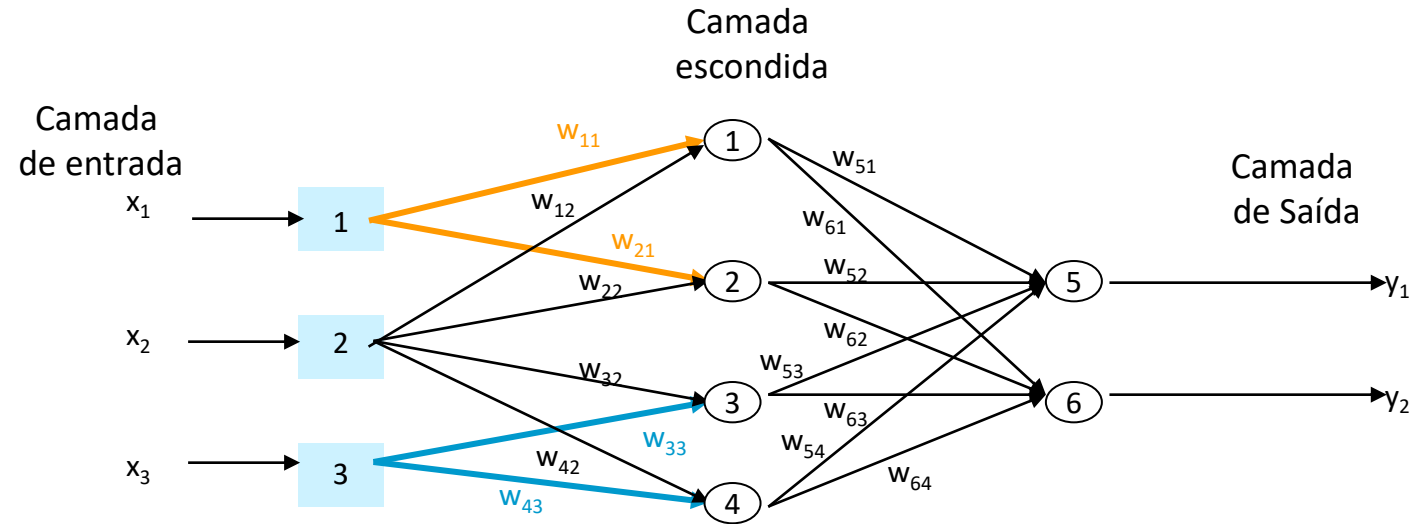 Camada
escondida
Camada
de entrada
Camada
de Saída
x₁
x₂
x₃
1
2
3
w₁₁
w₁₂
w₂₁
w₂₂
w₃₂
w₃₃
w₄₂
w₄₃
1
2
3
4
w₅₁
w₆₁
w₅₂
w₆₂
w₅₃
w₆₃
w₅₄
w₆₄
5
6
y₁
y₂